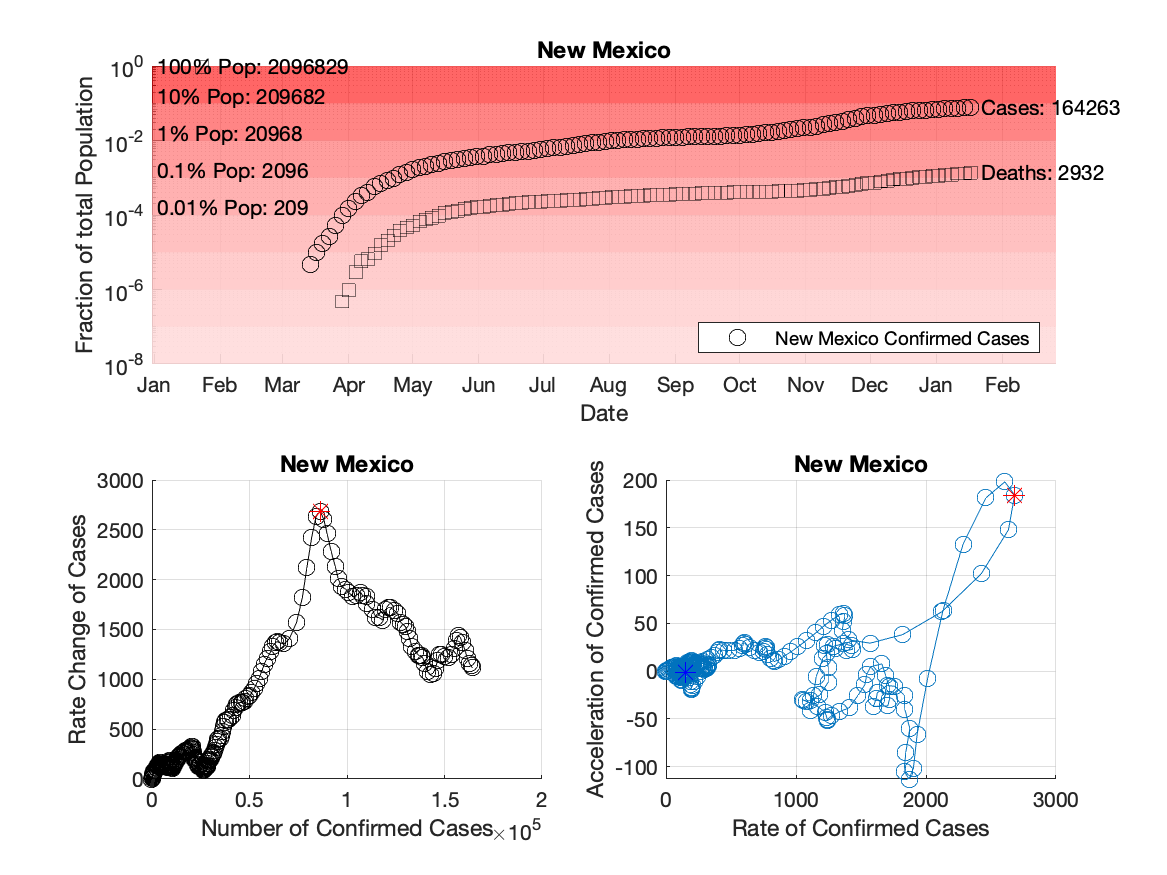 New Mexico
10^0
10^-2
10^-4
10^-6
10^-8
Fraction of total Population
100% Pop: 2096829
10% Pop: 209682
1% Pop: 20968
0.1% Pop: 2096
0.01% Pop: 209
Cases: 164263
Deaths: 2932
New Mexico Confirmed Cases
Jan Feb Mar Apr May Jun Jul Aug Sep Oct Nov Dec Jan Feb
Date
New Mexico
3000
2500
2000
1500
1000
500
0
Rate Change of Cases
0 0.5 1 1.5 2
Number of Confirmed Cases ×10^5
New Mexico
200
150
100
50
0
-50
-100
Acceleration of Confirmed Cases
0 1000 2000 3000
Rate of Confirmed Cases